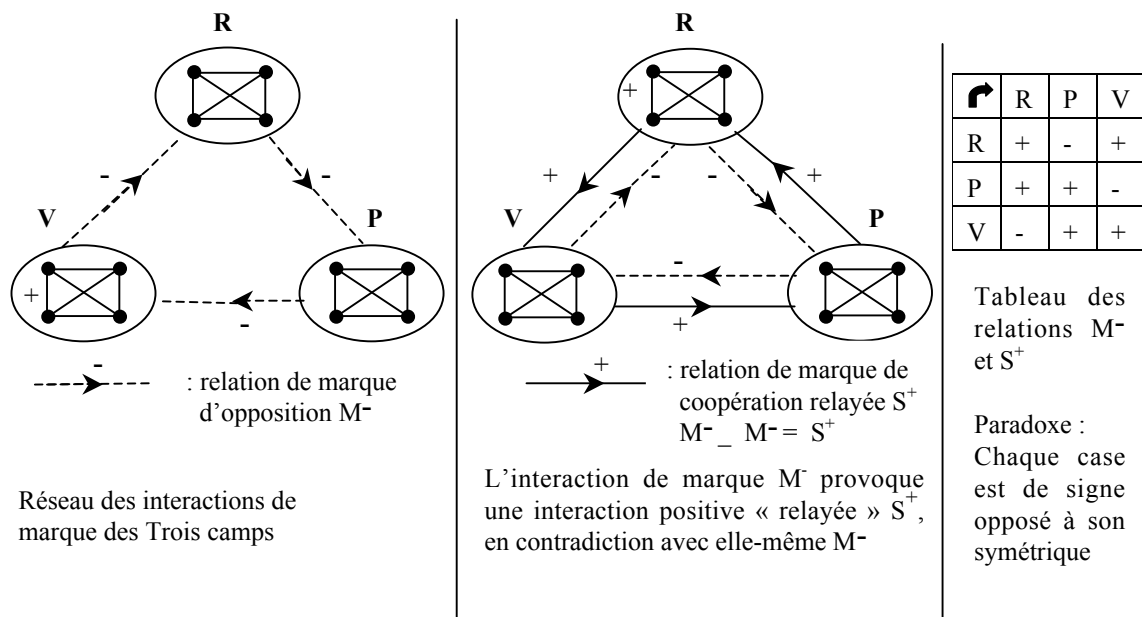 R
-
-
V
P
+
-
- : relation de marque
d'opposition M-
Réseau des interactions de
marque des Trois camps
R
+
+
-
-
+
V
P
-
+
+ : relation de marque de
coopération relayée S+
M- _ M- = S+
L'interaction de marque M- provoque
une interaction positive « relayée » S+,
en contradiction avec elle-même M-
R P V
R + - +
P + + -
V - + +
Tableau des
relations M-
et S+
Paradoxe :
Chaque case
est de signe
opposé à son
symétrique